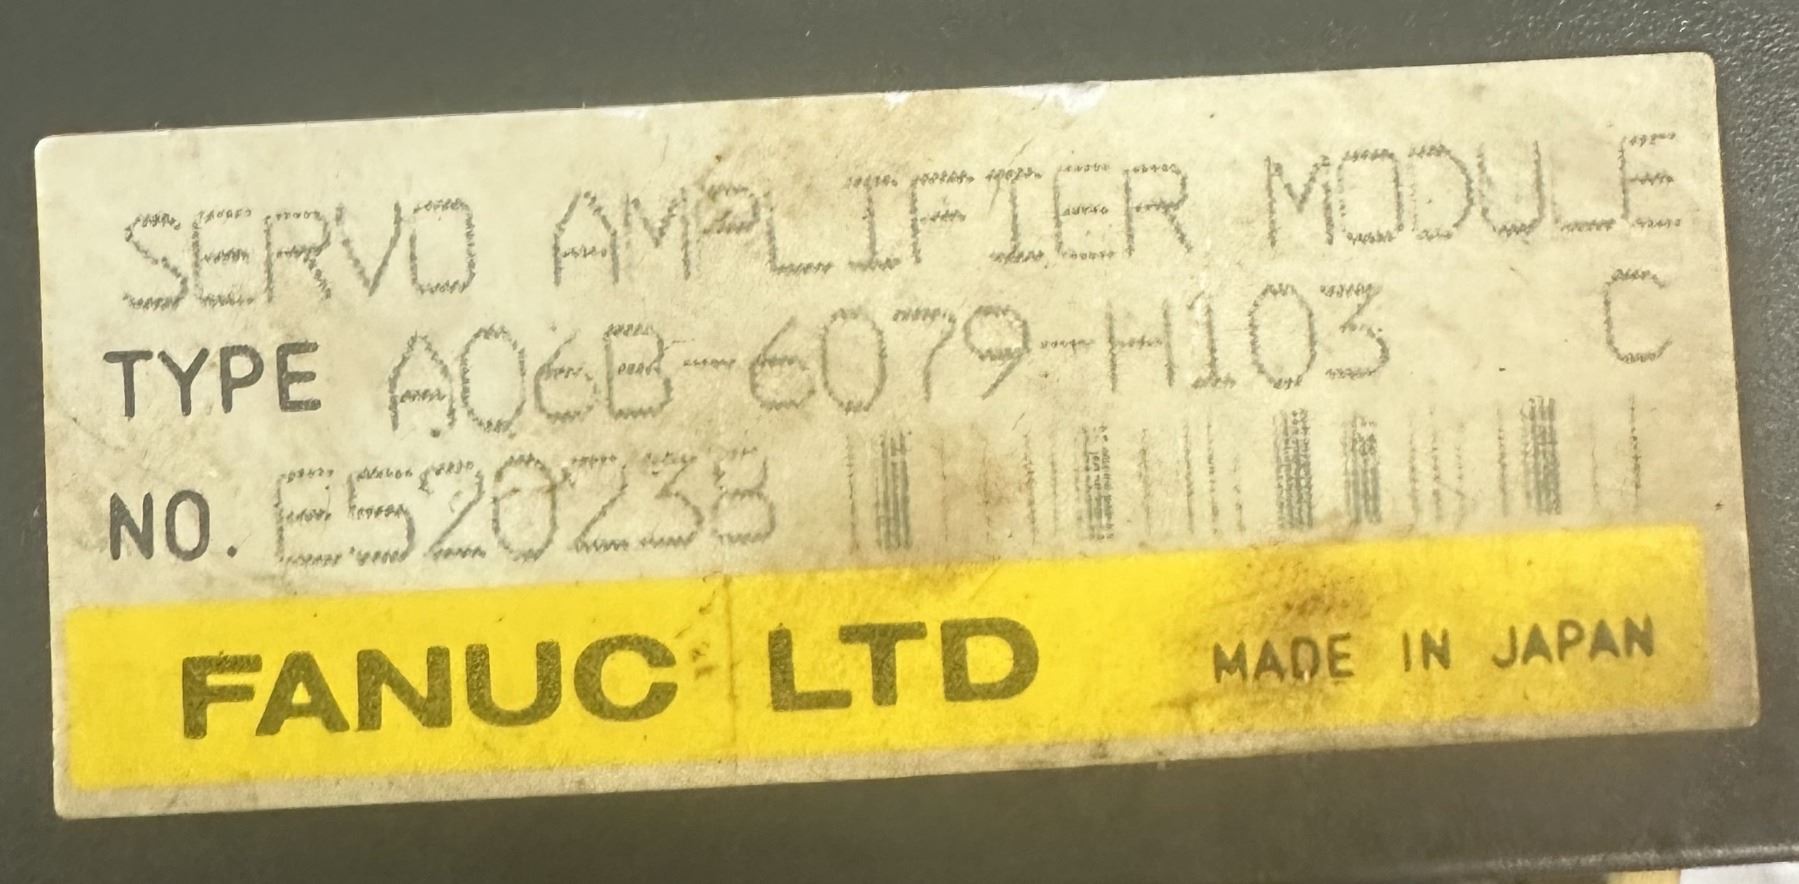 SERVO AMPLIFIER MODULE
TYPE A06B-6079-H103 C
NO. E520238
FANUC LTD MADE IN JAPAN